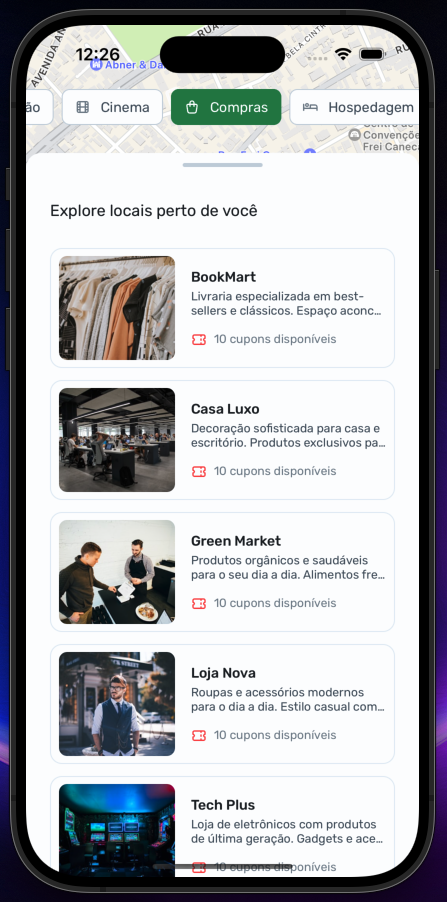 12:26
AVENIDA AN
RUA
BELA CINT
RU
Abner & Da
ão
Cinema
Compras
Hospedagem
Convençõe
Frei Caneca
Explore locais perto de você
BookMart
Livraria especializada em best-
sellers e clássicos. Espaço aconc...
10 cupons disponíveis
Casa Luxo
Decoração sofisticada para casa e
escritório. Produtos exclusivos pa...
10 cupons disponíveis
Green Market
Produtos orgânicos e saudáveis
para o seu dia a dia. Alimentos fre...
10 cupons disponíveis
Loja Nova
Roupas e acessórios modernos
para o dia a dia. Estilo casual com...
10 cupons disponíveis
Tech Plus
Loja de eletrônicos com produtos
de última geração. Gadgets e ace...
10 cupons disponíveis